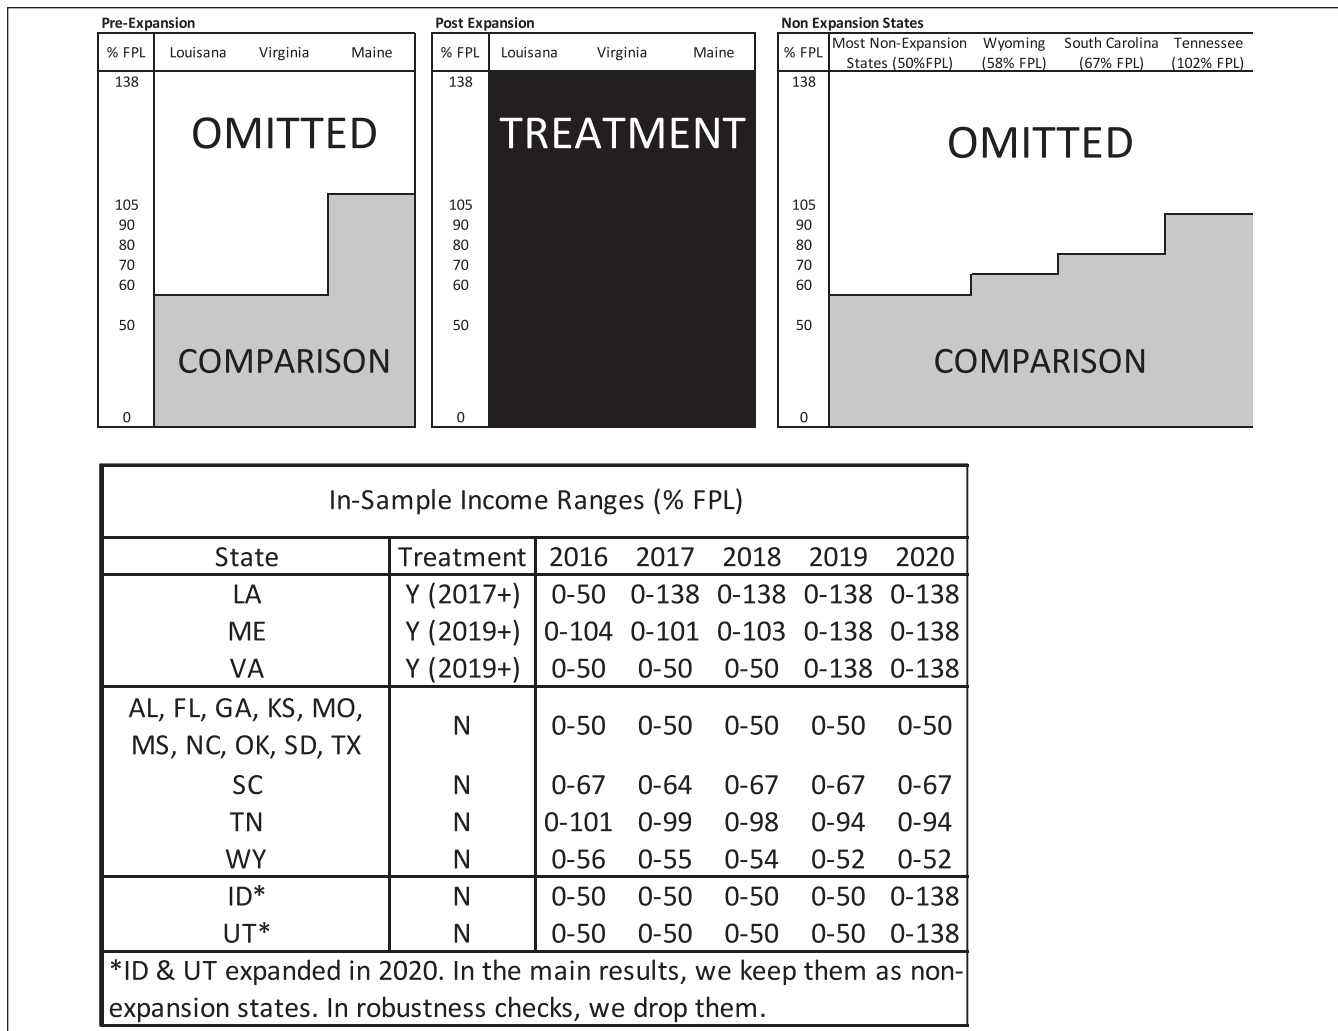 Pre-Expansion
% FPL Louisiana Virginia Maine
138
OMITTED
105
90
80
70
60
50
COMPARISON
0
Post Expansion
% FPL Louisiana Virginia Maine
138
TREATMENT
105
90
80
70
60
50
0
Non Expansion States
% FPL Most Non-Expansion States (50%FPL) Wyoming (58% FPL) South Carolina (67% FPL) Tennessee (102% FPL)
138
OMITTED
105
90
80
70
60
50
COMPARISON
0
In-Sample Income Ranges (% FPL)
State Treatment 2016 2017 2018 2019 2020
LA Y (2017+) 0-50 0-138 0-138 0-138 0-138
ME Y (2019+) 0-104 0-101 0-103 0-138 0-138
VA Y (2019+) 0-50 0-50 0-50 0-138 0-138
AL, FL, GA, KS, MO,
MS, NC, OK, SD, TX N 0-50 0-50 0-50 0-50 0-50
SC N 0-67 0-64 0-67 0-67 0-67
TN N 0-101 0-99 0-98 0-94 0-94
WY N 0-56 0-55 0-54 0-52 0-52
ID* N 0-50 0-50 0-50 0-50 0-138
UT* N 0-50 0-50 0-50 0-50 0-138
*ID & UT expanded in 2020. In the main results, we keep them as non-
expansion states. In robustness checks, we drop them.